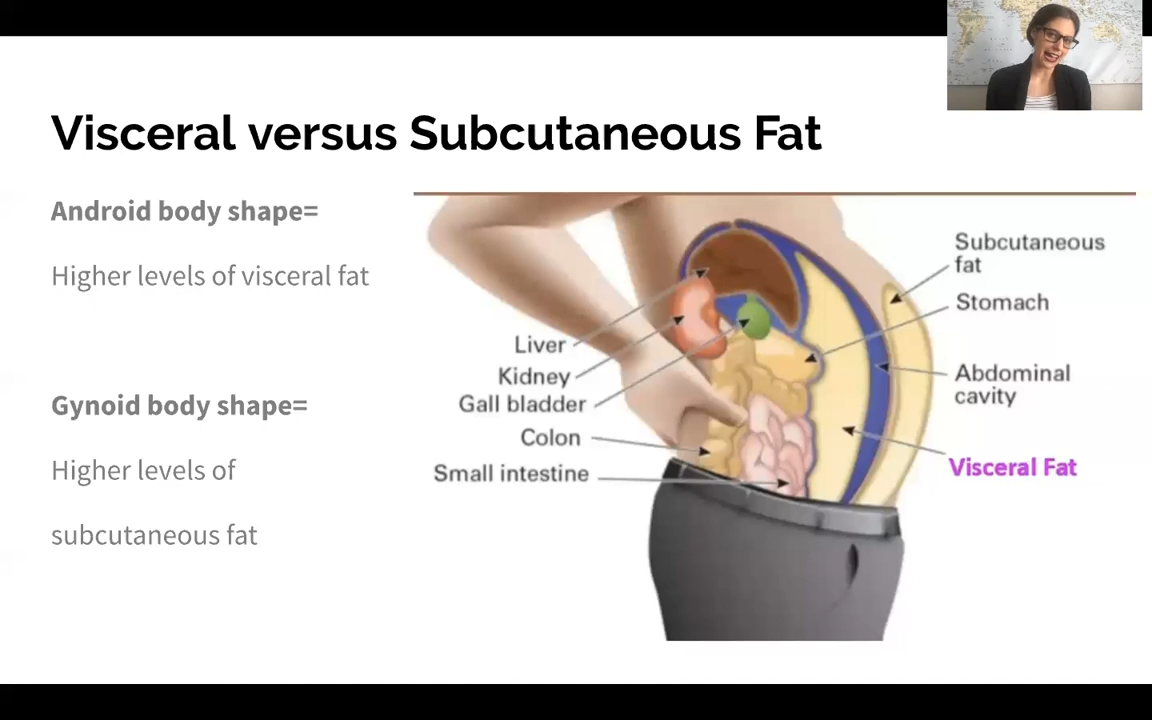 Visceral versus Subcutaneous Fat
Android body shape=
Higher levels of visceral fat
Gynoid body shape=
Higher levels of
subcutaneous fat
Liver
Kidney
Gall bladder
Colon
Small intestine
Subcutaneous
fat
Stomach
Abdominal
cavity
Visceral Fat